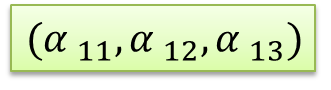 (α 11, α 12, α 13)